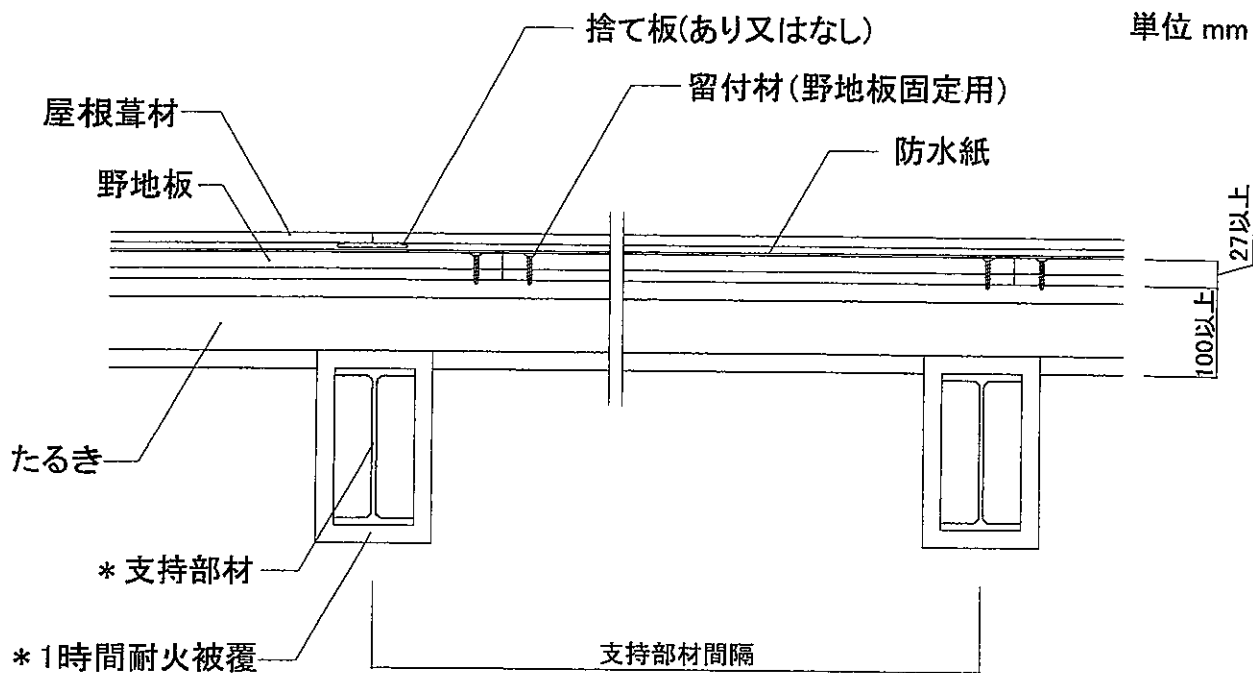 捨て板(あり又はなし)
単位 mm
留付材(野地板固定用)
屋根葺材
防水紙
野地板
27以上
100以上
たるき
*支持部材
*1時間耐火被覆
支持部材間隔